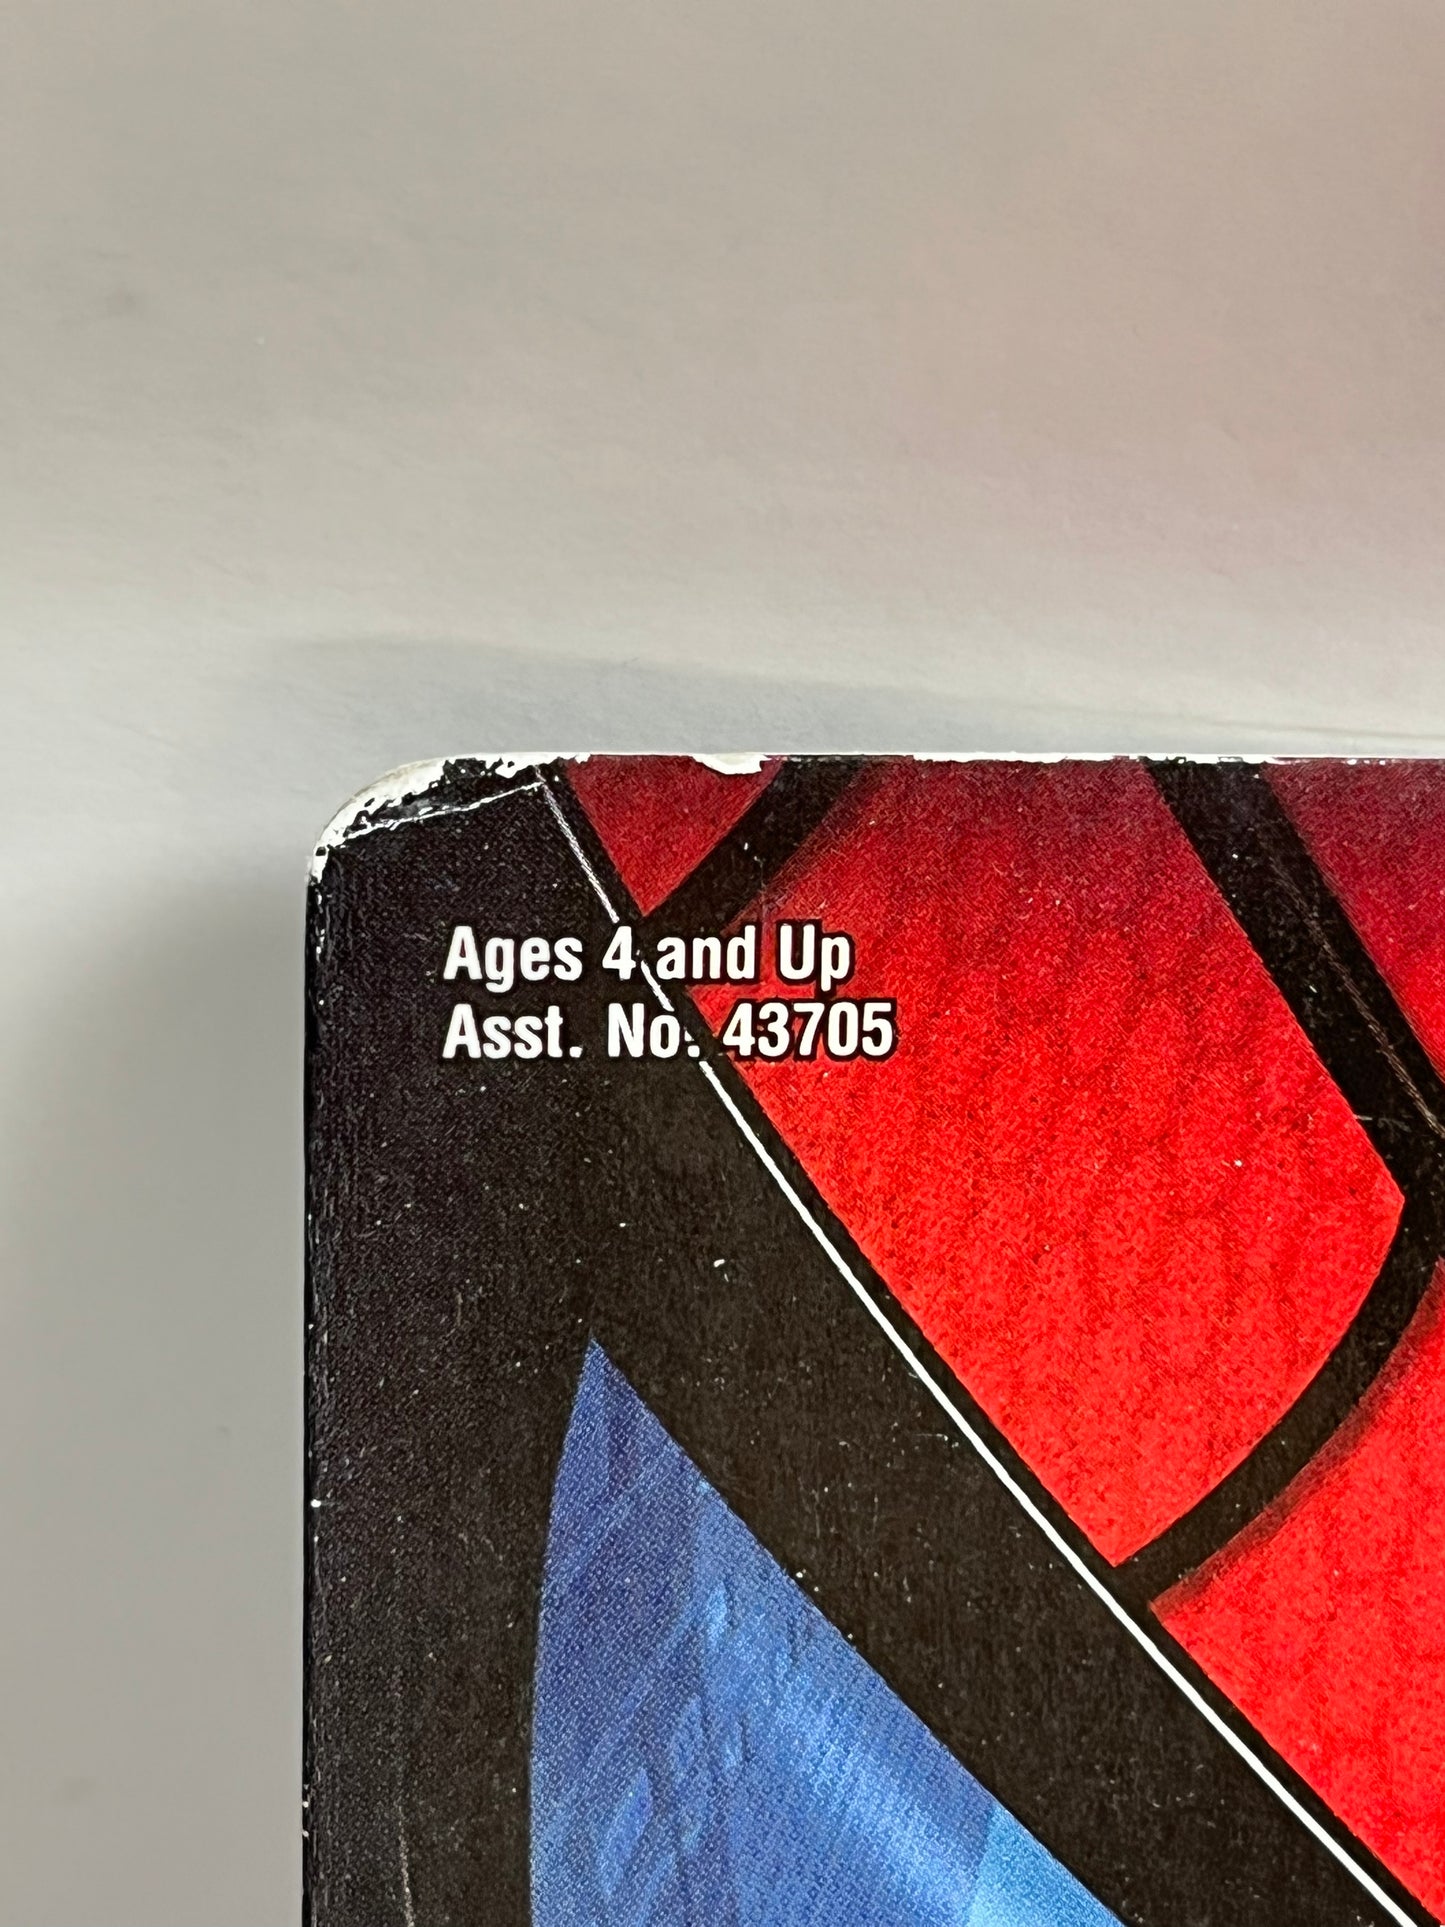 Ages 4 and Up
Asst. No. 43705